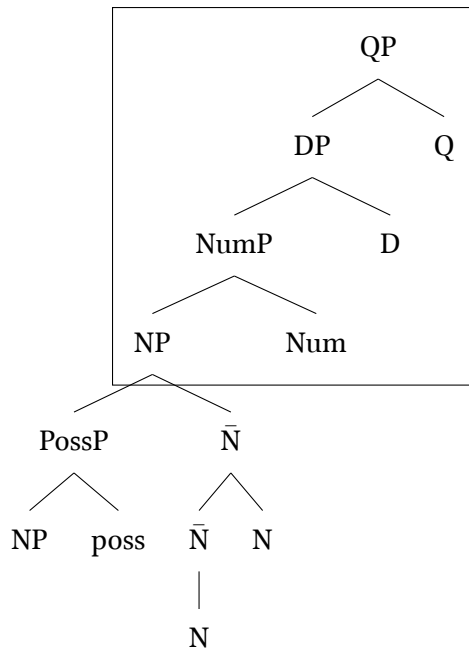 QP
DP Q
NumP D
NP Num
PossP N̄
NP poss N̄ N
N